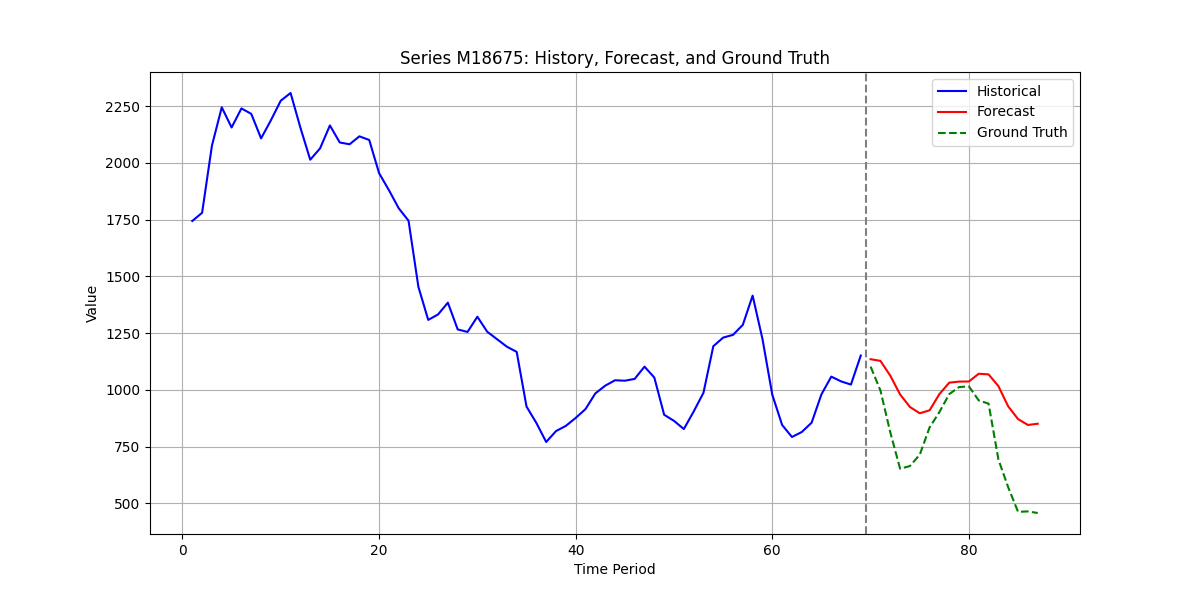 Series M18675: History, Forecast, and Ground Truth
Historical
Forecast
Ground Truth
Value
2250
2000
1750
1500
1250
1000
750
500
0 20 40 60 80
Time Period